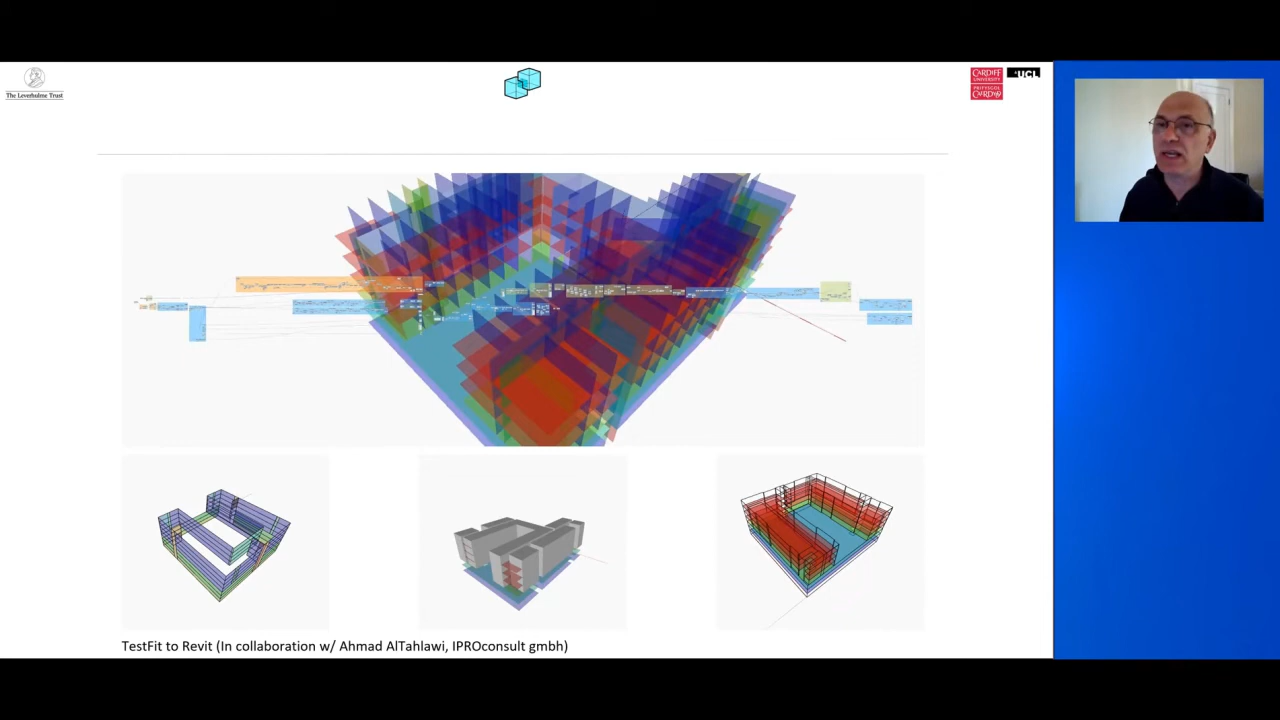 The Leverhulme Trust
CARDIFF
UNIVERSITY
PRIFYSGOL
CAERDYDD
UCL
TestFit to Revit (In collaboration w/ Ahmad AlTahlawi, IPROconsult gmbh)